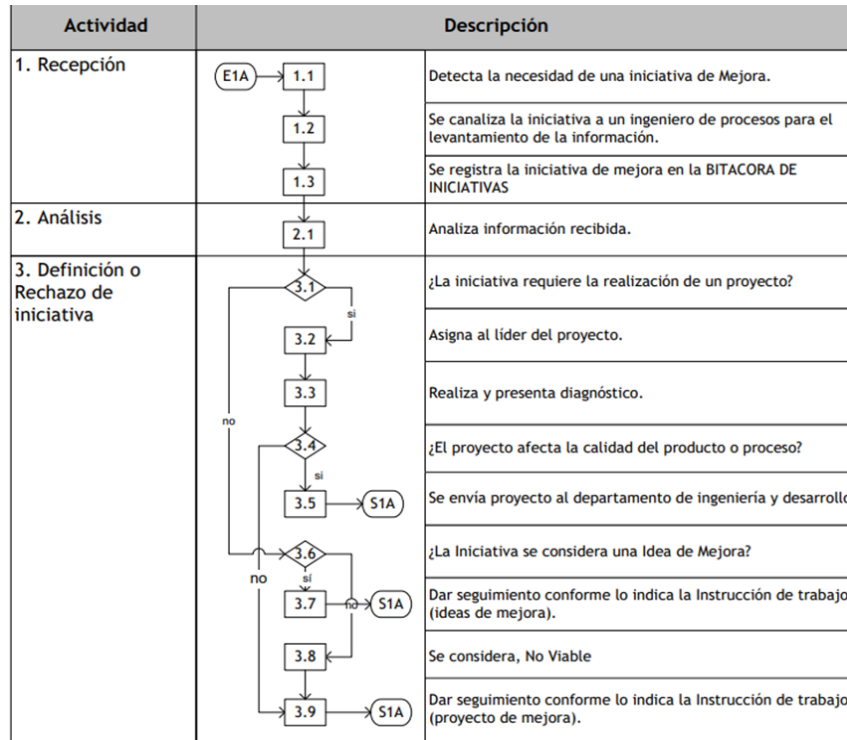 Actividad
Descripción
1. Recepción
E1A
1.1
Detecta la necesidad de una iniciativa de Mejora.
1.2
Se canaliza la iniciativa a un ingeniero de procesos para el
levantamiento de la información.
1.3
Se registra la iniciativa de mejora en la BITACORA DE
INICIATIVAS
2. Análisis
2.1
Analiza información recibida.
3. Definición o
Rechazo de
iniciativa
3.1
¿La iniciativa requiere la realización de un proyecto?
si
3.2
Asigna al líder del proyecto.
3.3
Realiza y presenta diagnóstico.
no
3.4
¿El proyecto afecta la calidad del producto o proceso?
si
3.5
S1A
Se envía proyecto al departamento de ingeniería y desarrollo
3.6
¿La Iniciativa se considera una Idea de Mejora?
no
sí
3.7
no
S1A
Dar seguimiento conforme lo indica la Instrucción de trabajo
(ideas de mejora).
3.8
Se considera, No Viable
3.9
S1A
Dar seguimiento conforme lo indica la Instrucción de trabajo
(proyecto de mejora).